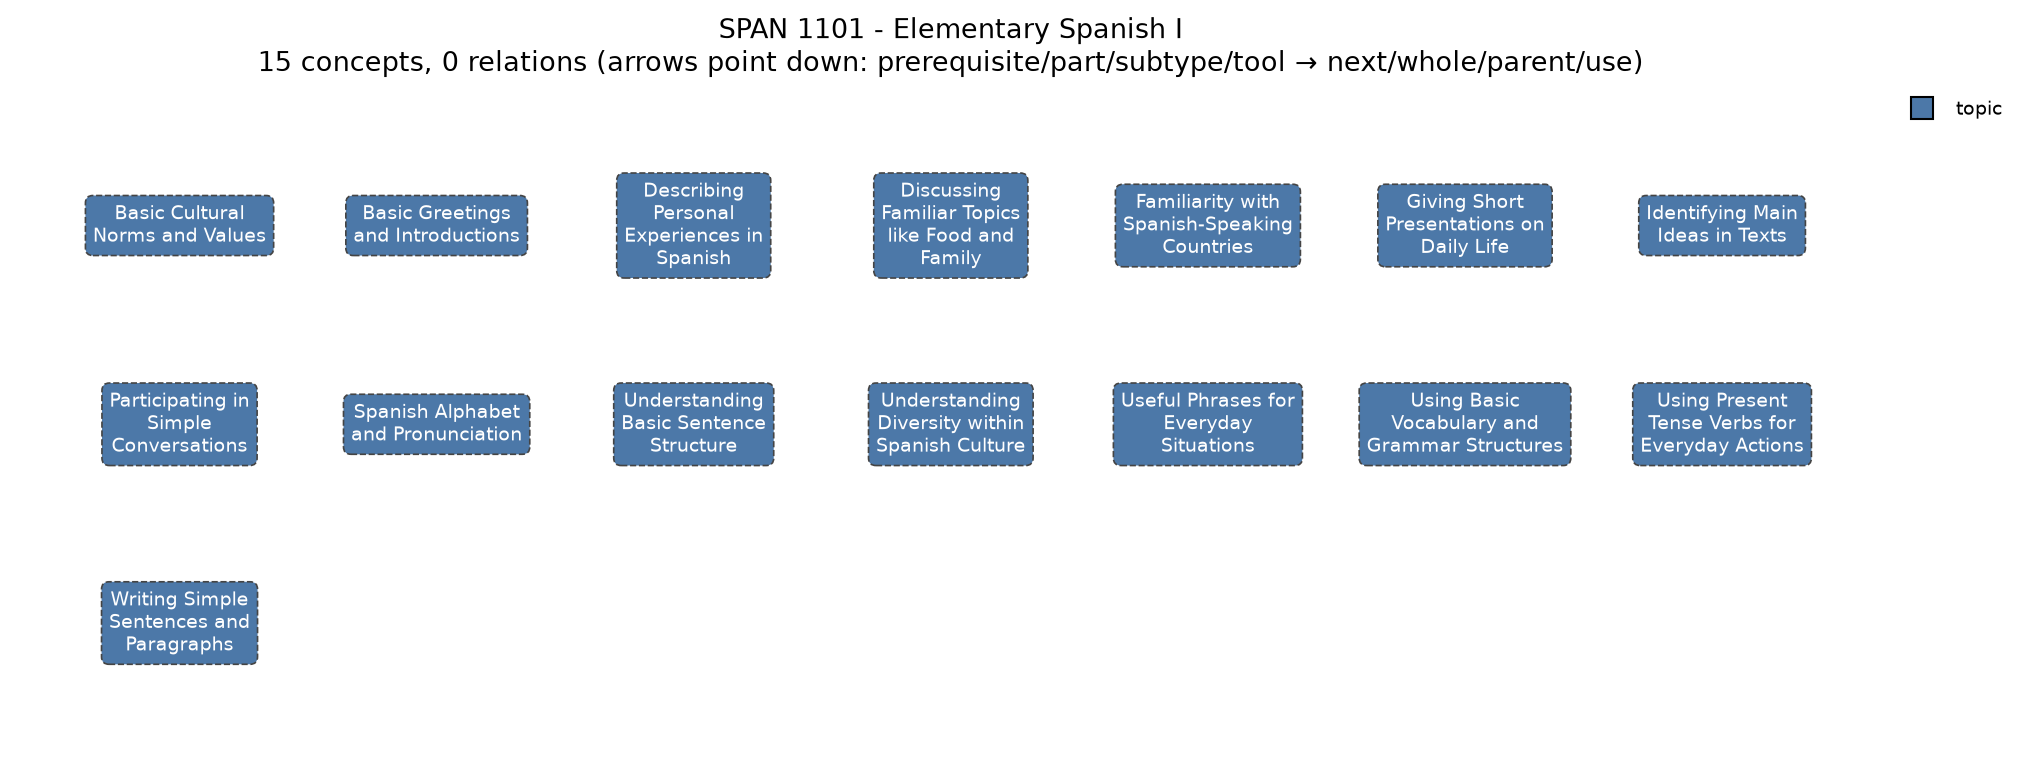 SPAN 1101 - Elementary Spanish I
15 concepts, 0 relations (arrows point down: prerequisite/part/subtype/tool → next/whole/parent/use)
topic
Basic Cultural
Norms and Values
Basic Greetings
and Introductions
Describing
Personal
Experiences in
Spanish
Discussing
Familiar Topics
like Food and
Family
Familiarity with
Spanish-Speaking
Countries
Giving Short
Presentations on
Daily Life
Identifying Main
Ideas in Texts
Participating in
Simple
Conversations
Spanish Alphabet
and Pronunciation
Understanding
Basic Sentence
Structure
Understanding
Diversity within
Spanish Culture
Useful Phrases for
Everyday
Situations
Using Basic
Vocabulary and
Grammar Structures
Using Present
Tense Verbs for
Everyday Actions
Writing Simple
Sentences and
Paragraphs